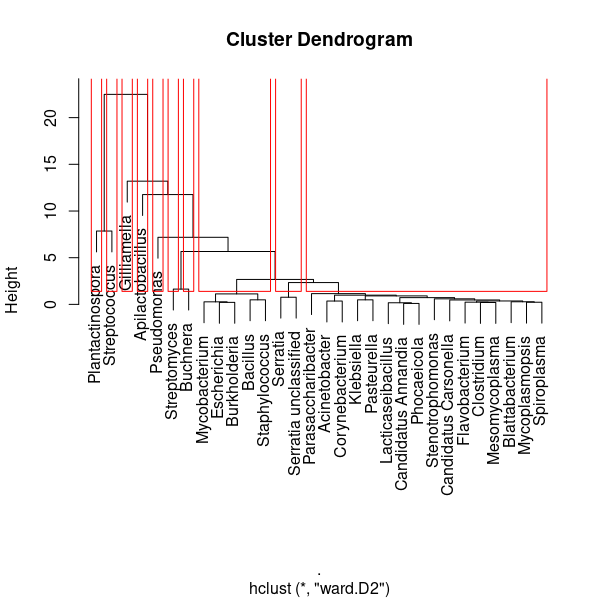 Cluster Dendrogram
Height
0
5
10
15
20
Plantactinospora
Streptococcus
Gilliamella
Apilactobacillus
Pseudomonas
Streptomyces
Buchnera
Mycobacterium
Escherichia
Burkholderia
Bacillus
Staphylococcus
Serratia
Serratia unclassified
Parasaccharibacter
Acinetobacter
Corynebacterium
Klebsiella
Pasteurella
Lacticaseibacillus
Candidatus Annandia
Phocaeicola
Stenotrophomonas
Candidatus Carsonella
Flavobacterium
Clostridium
Mesomycoplasma
Blattabacterium
Mycoplasmopsis
Spiroplasma
.
hclust (*, "ward.D2")